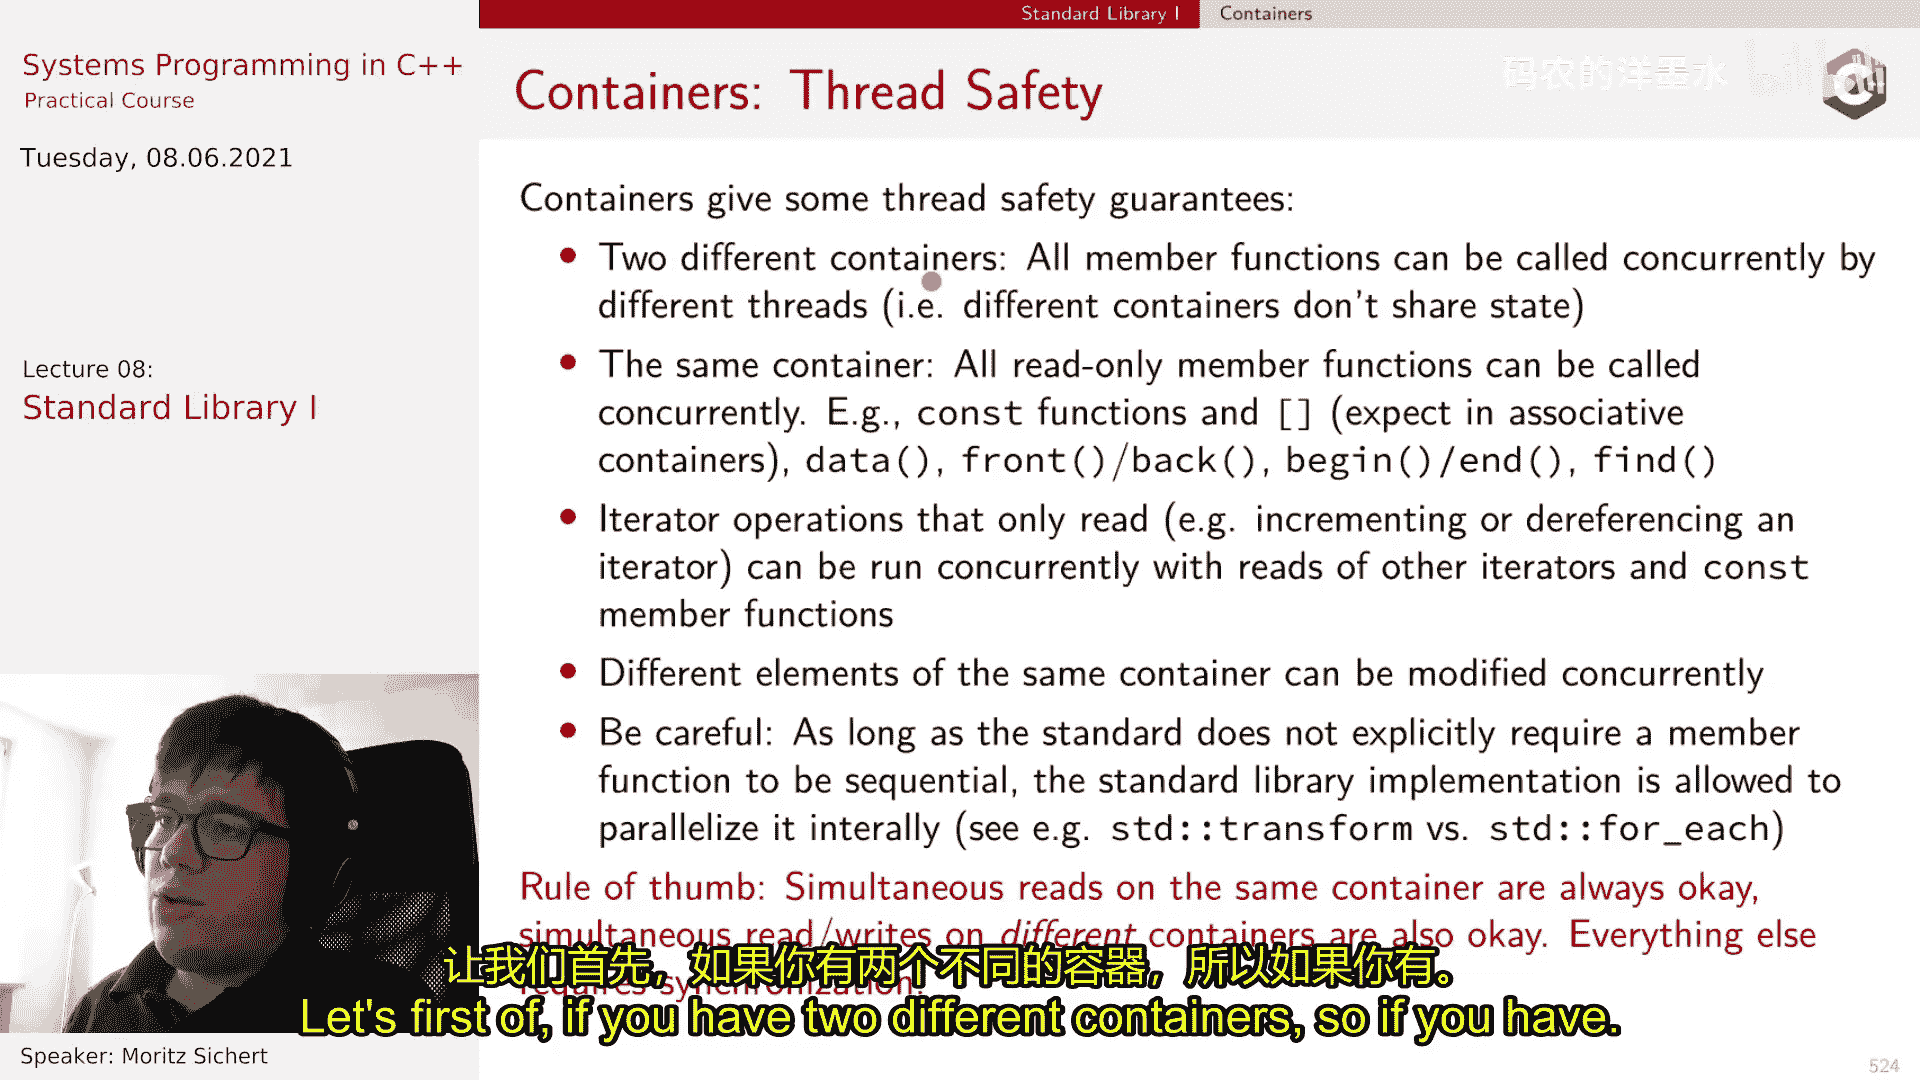 Standard Library I
Containers
Systems Programming in C++
Practical Course
Tuesday, 08.06.2021
Lecture 08:
Standard Library I
Containers: Thread Safety
码农的洋墨水
Containers give some thread safety guarantees:
• Two different containers: All member functions can be called concurrently by
different threads (i.e. different containers don't share state)
• The same container: All read-only member functions can be called
concurrently. E.g., const functions and [] (expect in associative
containers), data(), front()/back(), begin()/end(), find()
• Iterator operations that only read (e.g. incrementing or dereferencing an
iterator) can be run concurrently with reads of other iterators and const
member functions
• Different elements of the same container can be modified concurrently
• Be careful: As long as the standard does not explicitly require a member
function to be sequential, the standard library implementation is allowed to
parallelize it interally (see e.g. std::transform vs. std::for_each)
Rule of thumb: Simultaneous reads on the same container are always okay,
simultaneous read/writes on different containers are also okay. Everything else
requires synchronization.
让我们首先，如果你有两个不同的容器，所以如果你有。
Let's first of, if you have two different containers, so if you have.
Speaker: Moritz Sichert
524